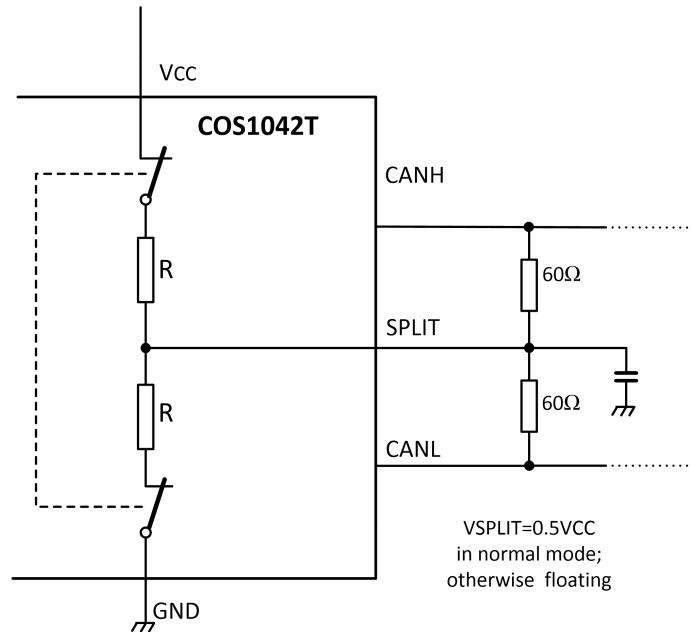 VCC
COS1042T
CANH
R
60Ω
SPLIT
R
60Ω
CANL
VSPLIT=0.5VCC
in normal mode;
otherwise floating
GND